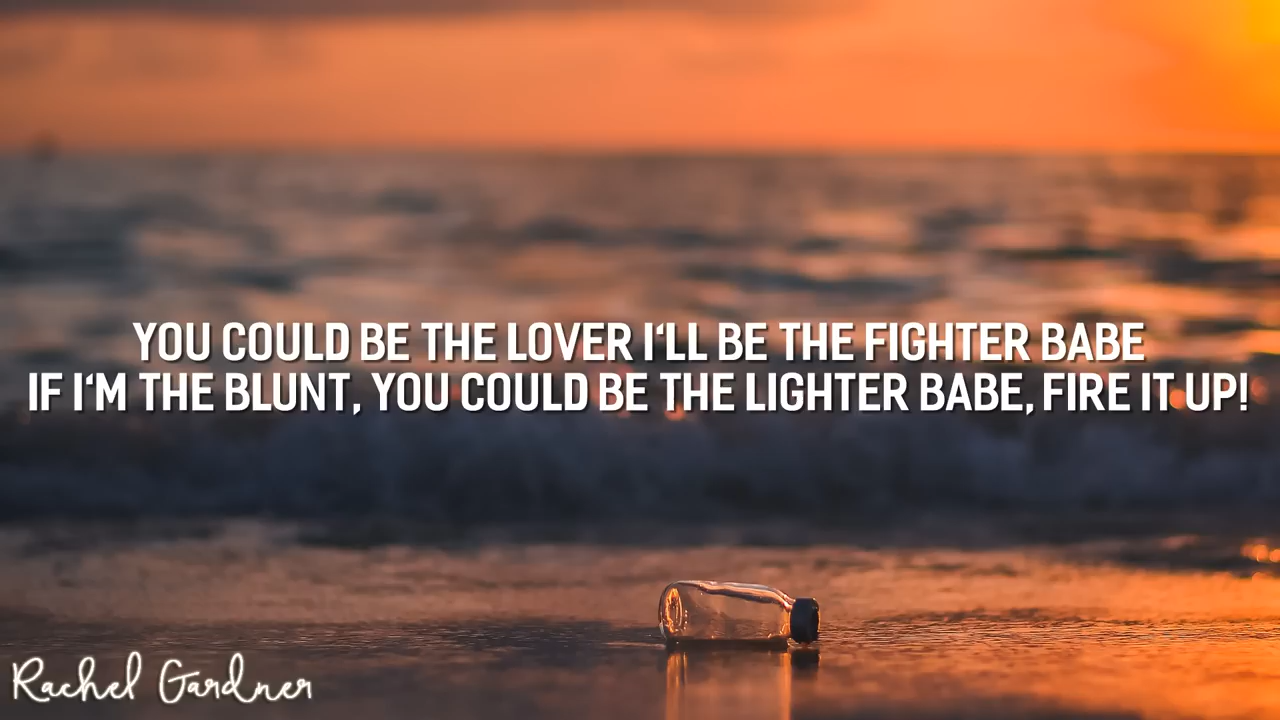 YOU COULD BE THE LOVER I‘LL BE THE FIGHTER BABE
IF I‘M THE BLUNT, YOU COULD BE THE LIGHTER BABE, FIRE IT UP!
Rachel Gardner